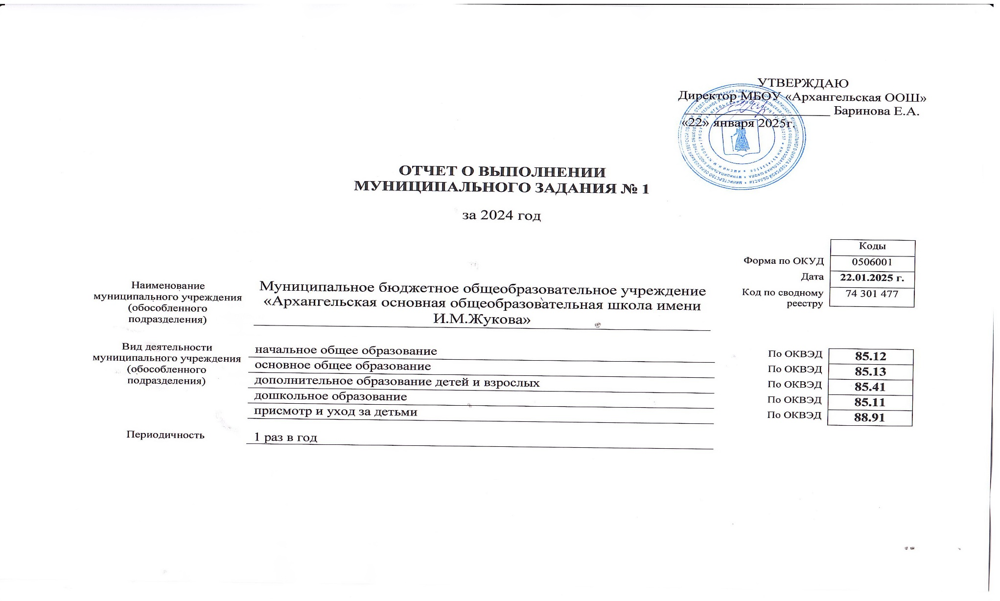 УТВЕРЖДАЮ
Директор МБОУ «Архангельская ООШ»
Баринова Е.А.
«22» января 2025г.
ОТЧЕТ О ВЫПОЛНЕНИИ
МУНИЦИПАЛЬНОГО ЗАДАНИЯ № 1
за 2024 год
Коды
Форма по ОКУД 0506001
Дата 22.01.2025 г.
Код по сводному реестру 74 301 477
Наименование
муниципального учреждения
(обособленного
подразделения)
Муниципальное бюджетное общеобразовательное учреждение
«Архангельская основная общеобразовательная школа имени
И.М.Жукова»
Вид деятельности
муниципального учреждения
(обособленного
подразделения)
начальное общее образование По ОКВЭД 85.12
основное общее образование По ОКВЭД 85.13
дополнительное образование детей и взрослых По ОКВЭД 85.41
дошкольное образование По ОКВЭД 85.11
присмотр и уход за детьми По ОКВЭД 88.91
Периодичность 1 раз в год